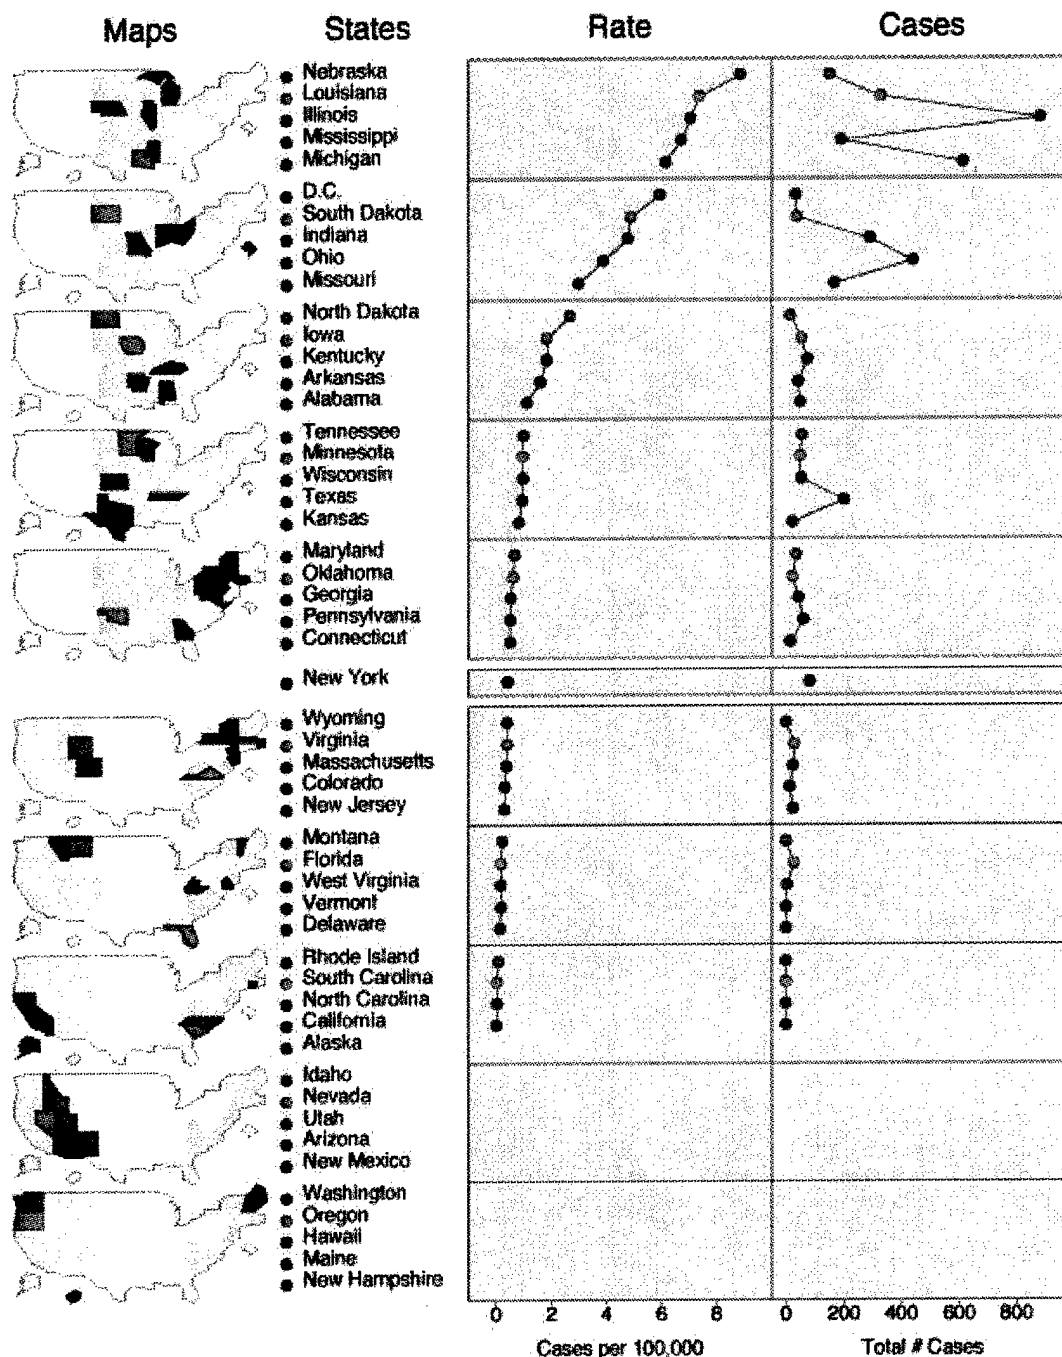 Maps States Rate Cases
Nebraska
Louisiana
Illinois
Mississippi
Michigan
D.C.
South Dakota
Indiana
Ohio
Missouri
North Dakota
Iowa
Kentucky
Arkansas
Alabama
Tennessee
Minnesota
Wisconsin
Texas
Kansas
Maryland
Oklahoma
Georgia
Pennsylvania
Connecticut
New York
Wyoming
Virginia
Massachusetts
Colorado
New Jersey
Montana
Florida
West Virginia
Vermont
Delaware
Rhode Island
South Carolina
North Carolina
California
Alaska
Idaho
Nevada
Utah
Arizona
New Mexico
Washington
Oregon
Hawaii
Maine
New Hampshire
0 2 4 6 8 0 200 400 600 800
Cases per 100,000 Total # Cases